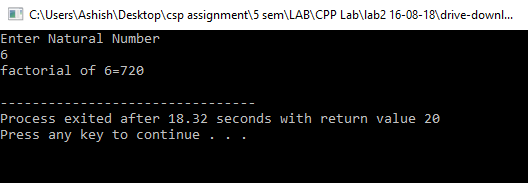 C:\Users\Ashish\Desktop\csp assignment\5 sem\LAB\CPP Lab\lab2 16-08-18\drive-downl...
Enter Natural Number
6
factorial of 6=720
--------------------------------
Process exited after 18.32 seconds with return value 20
Press any key to continue . . .